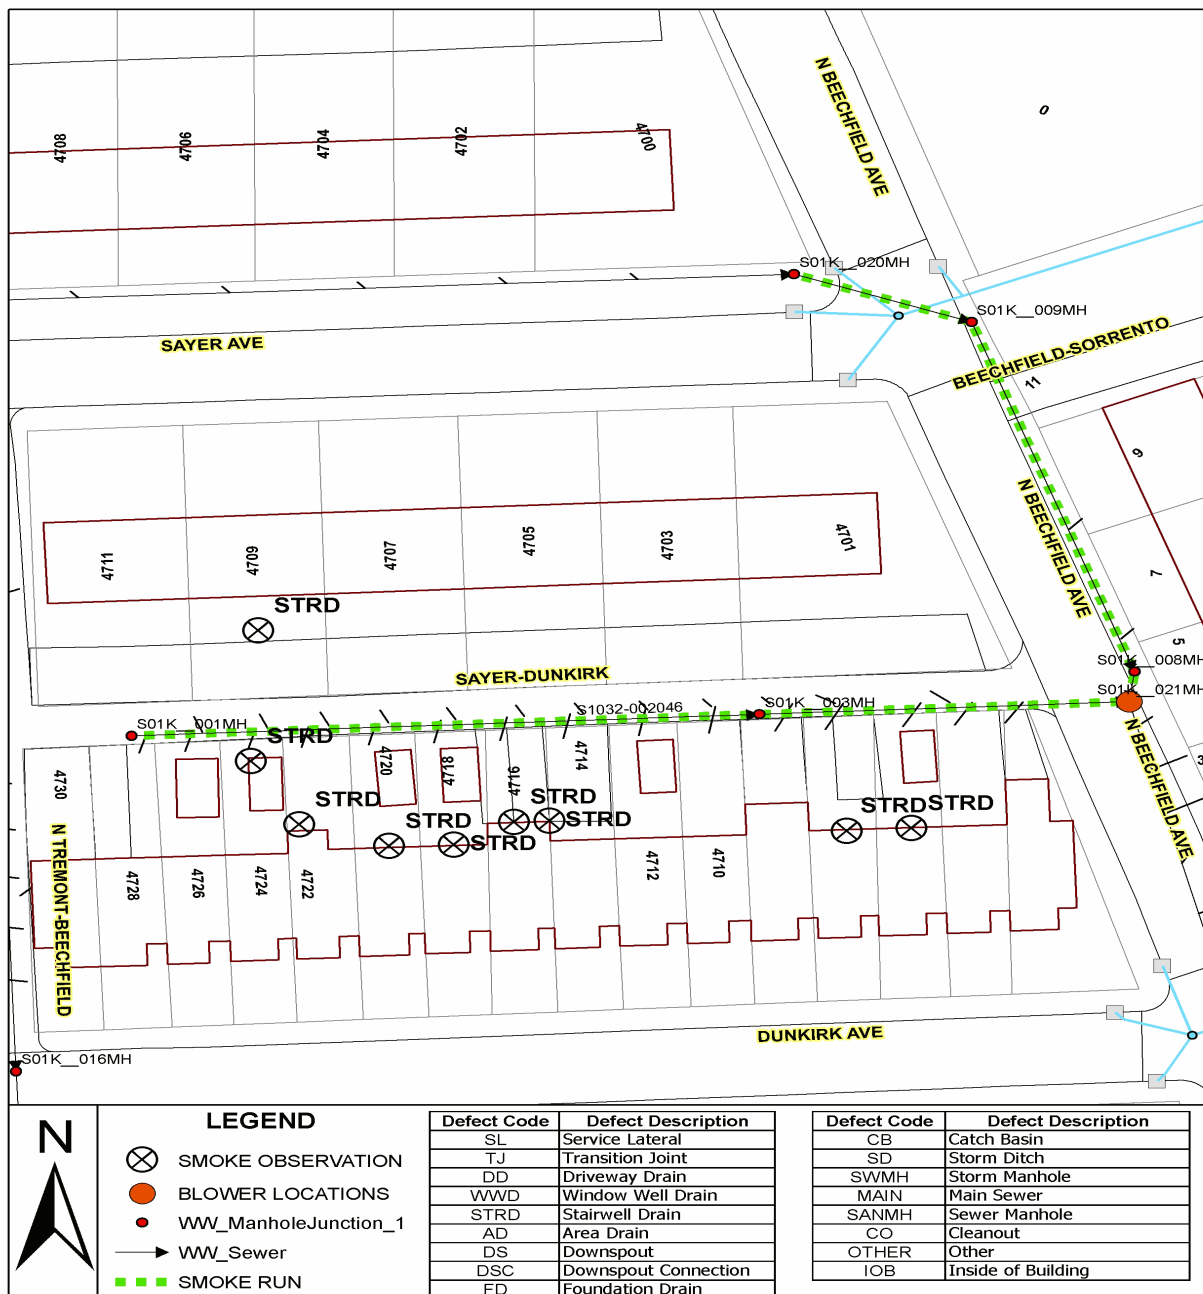 N BEECHFIELD AVE
0
4708
4706
4704
4702
4700
S01K__020MH
S01K__009MH
SAYER AVE
BEECHFIELD-SORRENTO
11
9
N BEECHFIELD AVE
4711
4709
4707
4705
4703
4701
7
STRD
5
SAYER-DUNKIRK
S01K__008MH
S01K__021MH
S01K__001MH
S1032-002046
S01K__003MH
STRD
N BEECHFIELD AVE
3
4730
4720
4718
4716
4714
STRD
STRD
STRD
STRD
STRD
STRD
STRD
N TREMONT-BEECHFIELD
4728
4726
4724
4722
4712
4710
DUNKIRK AVE
S01K__016MH
N
LEGEND
SMOKE OBSERVATION
BLOWER LOCATIONS
WW_ManholeJunction_1
WW_Sewer
SMOKE RUN
Defect Code Defect Description
SL Service Lateral
TJ Transition Joint
DD Driveway Drain
WWD Window Well Drain
STRD Stairwell Drain
AD Area Drain
DS Downspout
DSC Downspout Connection
FD Foundation Drain
Defect Code Defect Description
CB Catch Basin
SD Storm Ditch
SWMH Storm Manhole
MAIN Main Sewer
SANMH Sewer Manhole
CO Cleanout
OTHER Other
IOB Inside of Building